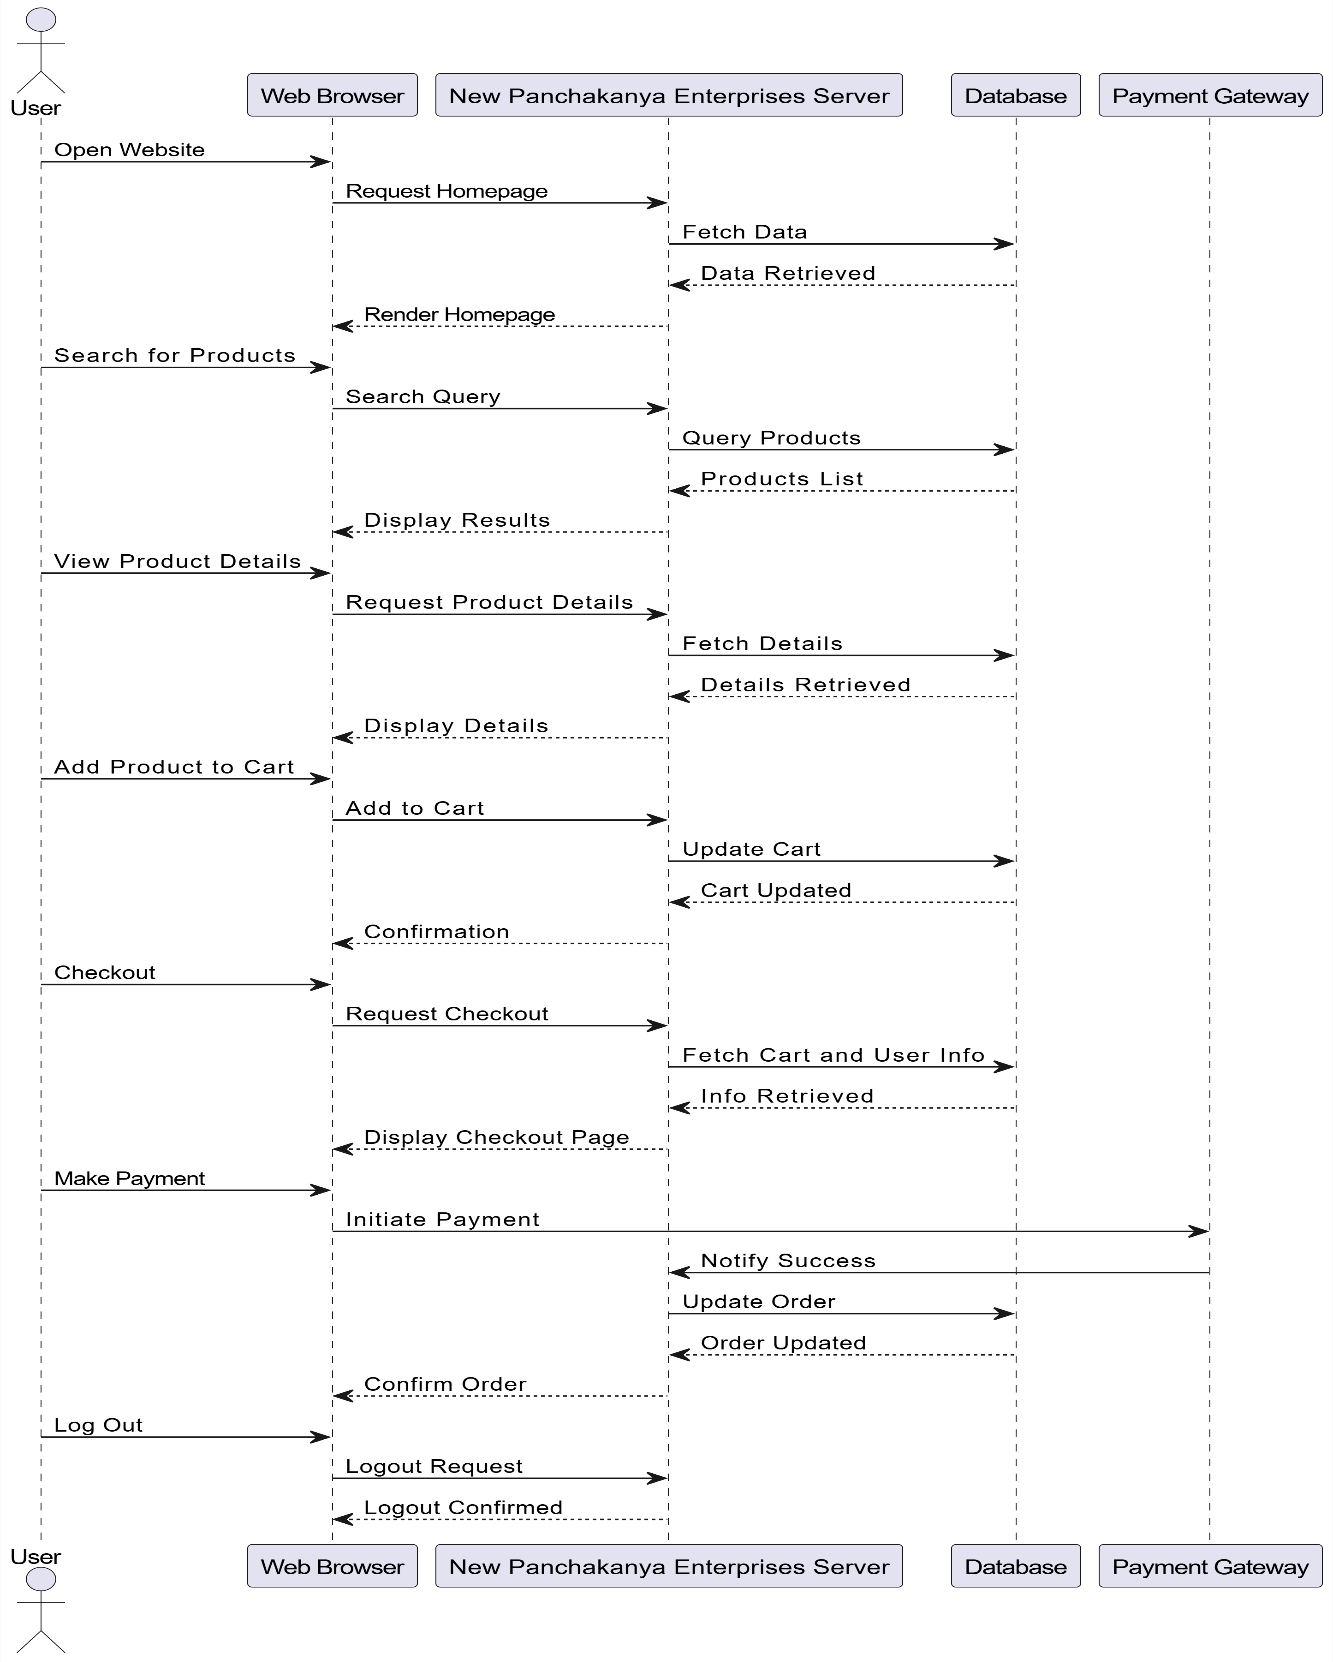 User
Web Browser
New Panchakanya Enterprises Server
Database
Payment Gateway
Open Website
Request Homepage
Fetch Data
Data Retrieved
Render Homepage
Search for Products
Search Query
Query Products
Products List
Display Results
View Product Details
Request Product Details
Fetch Details
Details Retrieved
Display Details
Add Product to Cart
Add to Cart
Update Cart
Cart Updated
Confirmation
Checkout
Request Checkout
Fetch Cart and User Info
Info Retrieved
Display Checkout Page
Make Payment
Initiate Payment
Notify Success
Update Order
Order Updated
Confirm Order
Log Out
Logout Request
Logout Confirmed
User
Web Browser
New Panchakanya Enterprises Server
Database
Payment Gateway